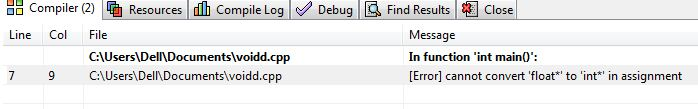 Compiler (2) Resources Compile Log Debug Find Results Close
Line Col File Message
C:\Users\Dell\Documents\voidd.cpp In function 'int main()':
7 9 C:\Users\Dell\Documents\voidd.cpp [Error] cannot convert 'float*' to 'int*' in assignment